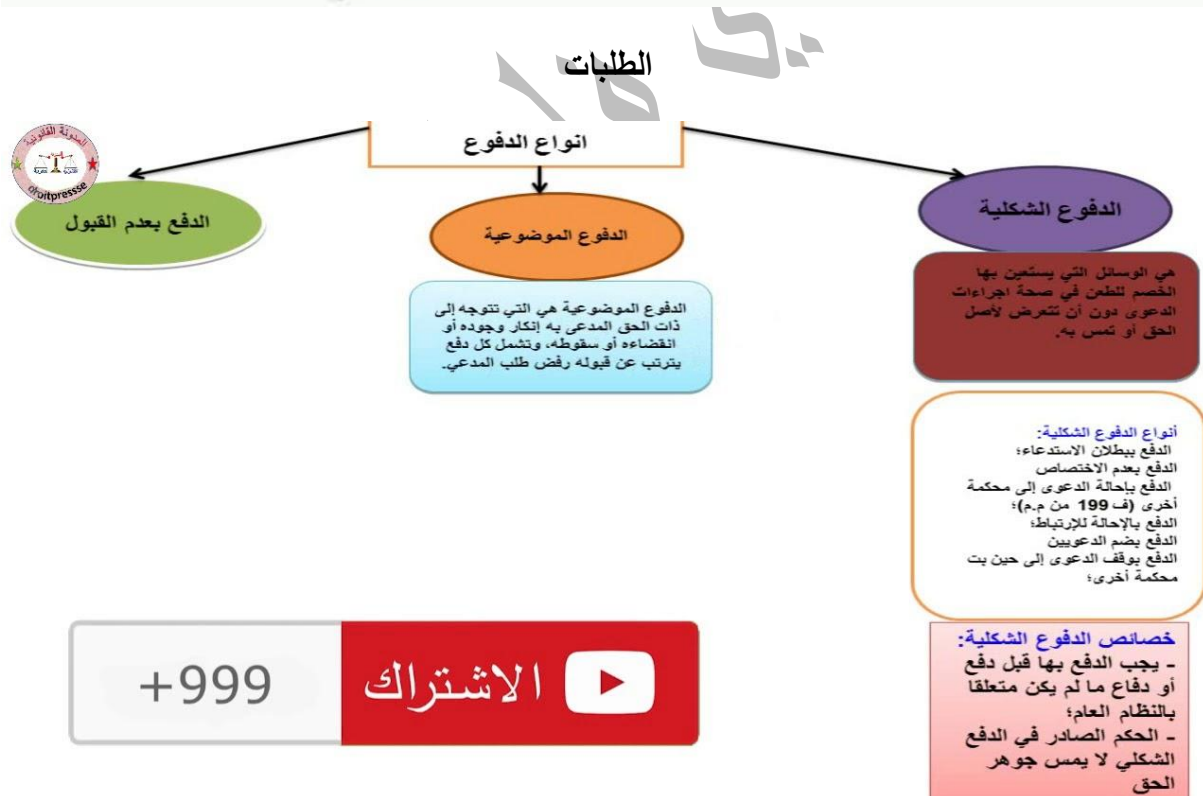 الطلبات
انواع الدفوع
الدفوع الشكلية
هي الوسائل التي يستعين بها
الخصم للطعن في صحة اجراءات
الدعوى دون أن تتعرض لأصل
الحق أو تمس به.
أنواع الدفوع الشكلية:
الدفع ببطلان الاستدعاء؛
الدفع بعدم الاختصاص
الدفع بإحالة الدعوى إلى محكمة
أخرى (ف 199 من م.م)؛
الدفع بالإحالة للإرتباط؛
الدفع بضم الدعويين
الدفع بوقف الدعوى إلى حين بت
محكمة أخرى؛
خصائص الدفوع الشكلية:
- يجب الدفع بها قبل دفع
أو دفاع ما لم يكن متعلقا
بالنظام العام؛
- الحكم الصادر في الدفع
الشكلي لا يمس جوهر
الحق
الدفوع الموضوعية
الدفوع الموضوعية هي التي تتوجه إلى
ذات الحق المدعى به إنكار وجوده أو
انقضاءه أو سقوطه، وتشمل كل دفع
يترتب عن قبوله رفض طلب المدعي.
الدفع بعدم القبول
المدونة القانونية
droitpressse
الاشتراك
+999